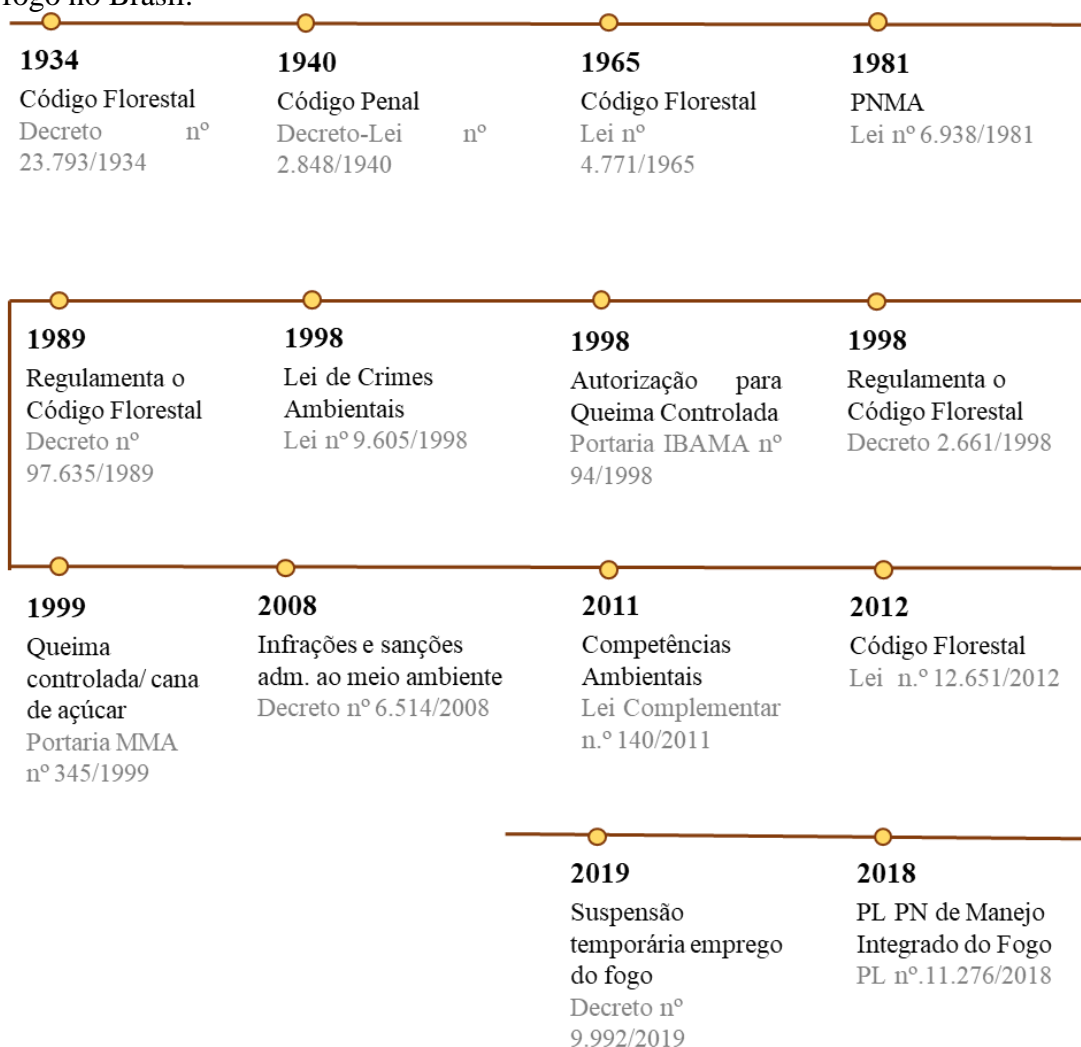 fogo no Brasil.
1934
Código Florestal
Decreto nº
23.793/1934
1940
Código Penal
Decreto-Lei nº
2.848/1940
1965
Código Florestal
Lei nº
4.771/1965
1981
PNMA
Lei nº 6.938/1981
1989
Regulamenta o
Código Florestal
Decreto nº
97.635/1989
1998
Lei de Crimes
Ambientais
Lei nº 9.605/1998
1998
Autorização para
Queima Controlada
Portaria IBAMA nº
94/1998
1998
Regulamenta o
Código Florestal
Decreto 2.661/1998
1999
Queima
controlada/ cana
de açúcar
Portaria MMA
nº 345/1999
2008
Infrações e sanções
adm. ao meio ambiente
Decreto nº 6.514/2008
2011
Competências
Ambientais
Lei Complementar
n.º 140/2011
2012
Código Florestal
Lei n.º 12.651/2012
2019
Suspensão
temporária emprego
do fogo
Decreto nº
9.992/2019
2018
PL PN de Manejo
Integrado do Fogo
PL nº.11.276/2018